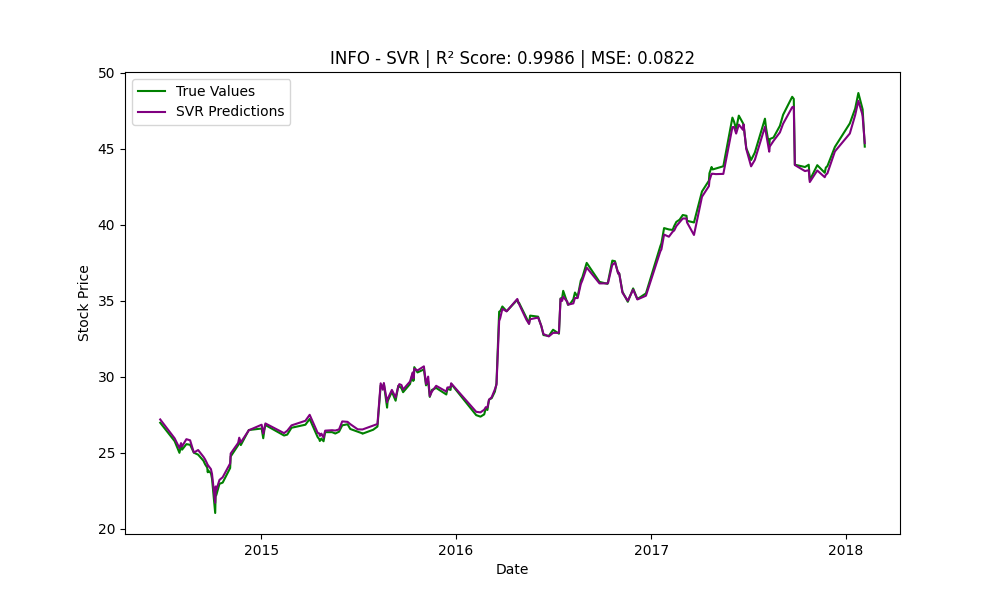 INFO - SVR | R² Score: 0.9986 | MSE: 0.0822
True Values
SVR Predictions
Stock Price
50
45
40
35
30
25
20
2015 2016 2017 2018
Date